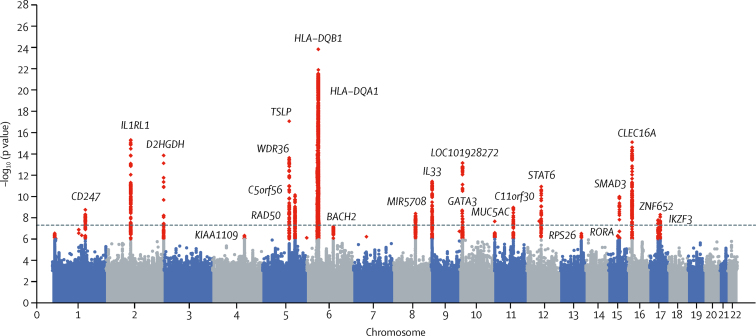 28
26
24
22
20
18
16
14
12
10
8
6
4
2
0
–log10 (p value)
HLA–DQB1
HLA–DQA1
TSLP
IL1RL1
CLEC16A
D2HGDH
WDR36
LOC101928272
IL33
STAT6
C5orf56
SMAD3
CD247
C11orf30
MIR5708
GATA3
ZNF652
RAD50
BACH2
MUC5AC
IKZF3
KIAA1109
RPS26
RORA
0 1 2 3 4 5 6 7 8 9 10 11 12 13 14 15 16 17 18 19 20 21 22
Chromosome